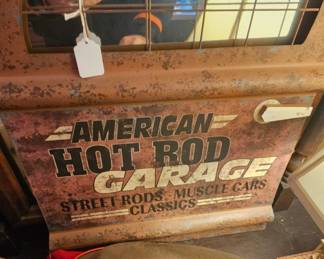 AMERICAN
HOT ROD
GARAGE
STREET RODS MUSCLE CARS
CLASSICS